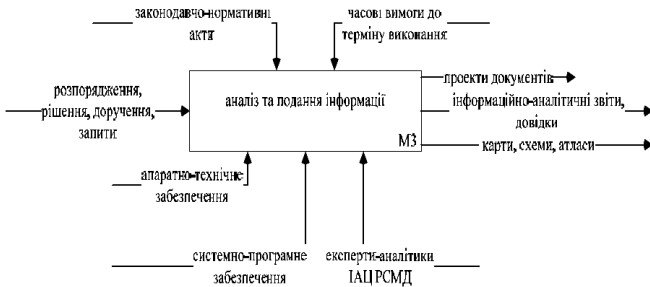 законодавчо-нормативні
акти
часові вимоги до
терміну виконання
розпорядження,
рішення, доручення,
запити
аналіз та подання інформації
М3
проекти документів
інформаційно-аналітичні звіти,
довідки
карти, схеми, атласи
апаратно-технічне
забезпечення
системно-програмне
забезпечення
експерти-аналітики
ІАЦ РСМД